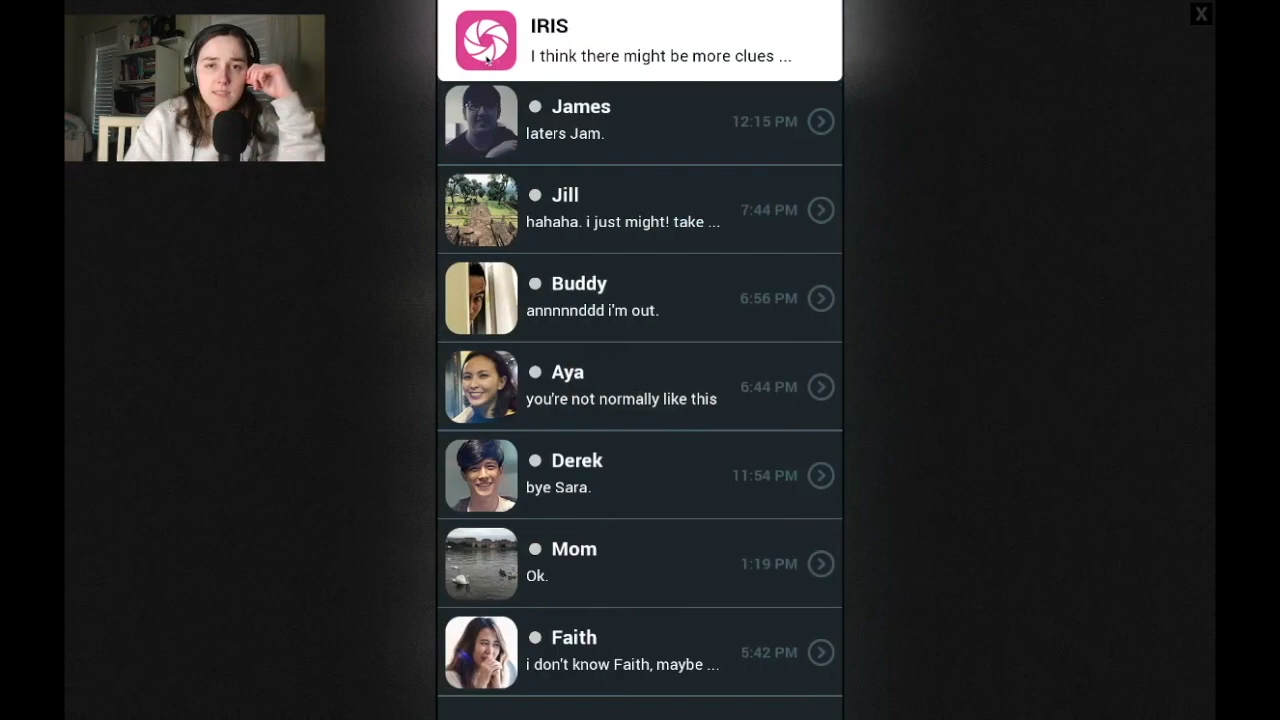 X
IRIS
I think there might be more clues ...
James
laters Jam.
12:15 PM
Jill
hahaha. i just might! take ...
7:44 PM
Buddy
annnnnddd i'm out.
6:56 PM
Aya
you're not normally like this
6:44 PM
Derek
bye Sara.
11:54 PM
Mom
Ok.
1:19 PM
Faith
i don't know Faith, maybe ...
5:42 PM